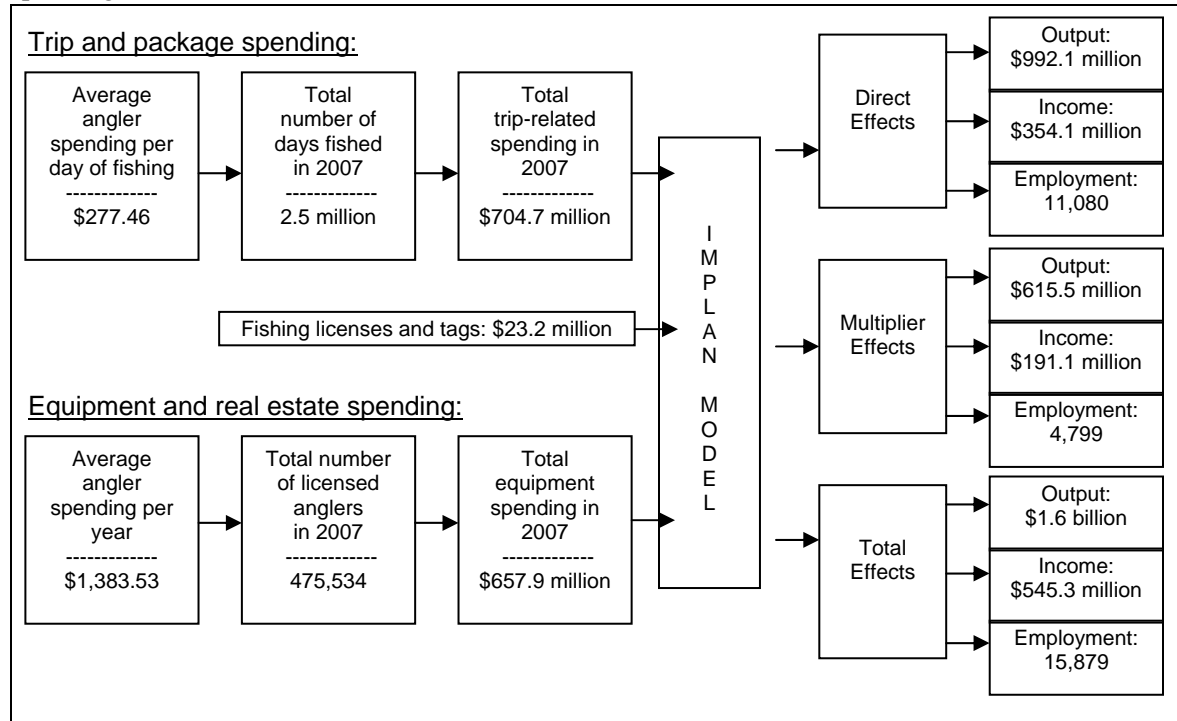 Trip and package spending:
Average
angler
spending per
day of fishing
-------------
$277.46
Total
number of
days fished
in 2007
-------------
2.5 million
Total
trip-related
spending in
2007
-------------
$704.7 million
Fishing licenses and tags: $23.2 million
Equipment and real estate spending:
Average
angler
spending per
year
-------------
$1,383.53
Total number
of licensed
anglers
in 2007
-------------
475,534
Total
equipment
spending in
2007
-------------
$657.9 million
I
M
P
L
A
N
M
O
D
E
L
Direct
Effects
Output:
$992.1 million
Income:
$354.1 million
Employment:
11,080
Multiplier
Effects
Output:
$615.5 million
Income:
$191.1 million
Employment:
4,799
Total
Effects
Output:
$1.6 billion
Income:
$545.3 million
Employment:
15,879